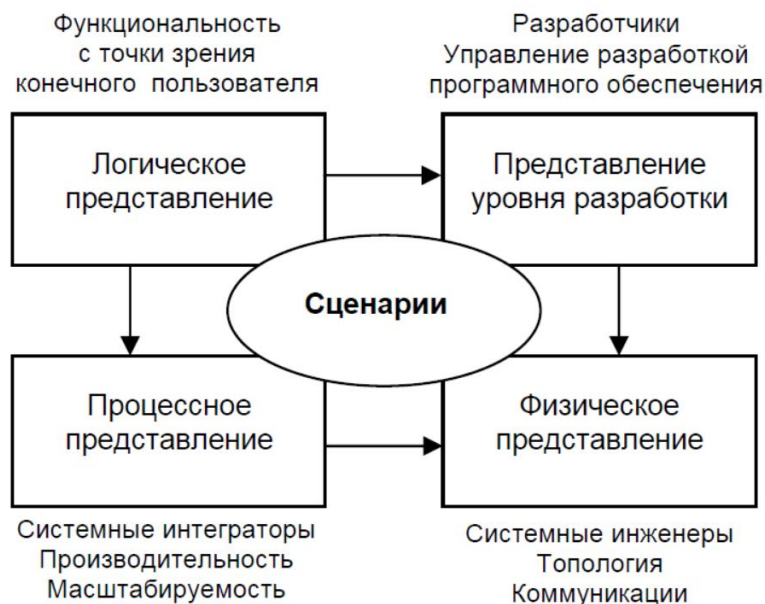 Функциональность
с точки зрения
конечного пользователя
Разработчики
Управление разработкой
программного обеспечения
Логическое
представление
Представление
уровня разработки
Сценарии
Процессное
представление
Физическое
представление
Системные интеграторы
Производительность
Масштабируемость
Системные инженеры
Топология
Коммуникации